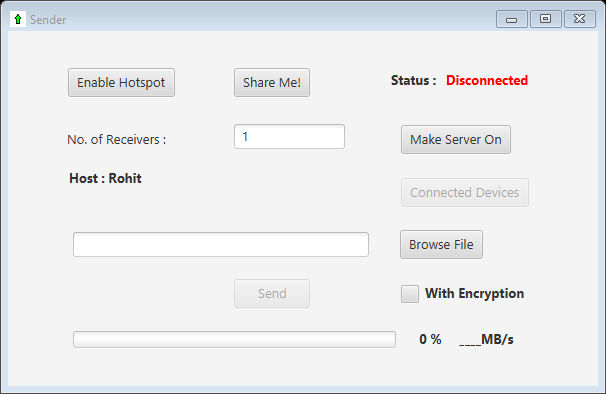 Sender
Enable Hotspot Share Me! Status : Disconnected
No. of Receivers : 1 Make Server On
Host : Rohit
Connected Devices
Browse File
Send With Encryption
0 % ____MB/s